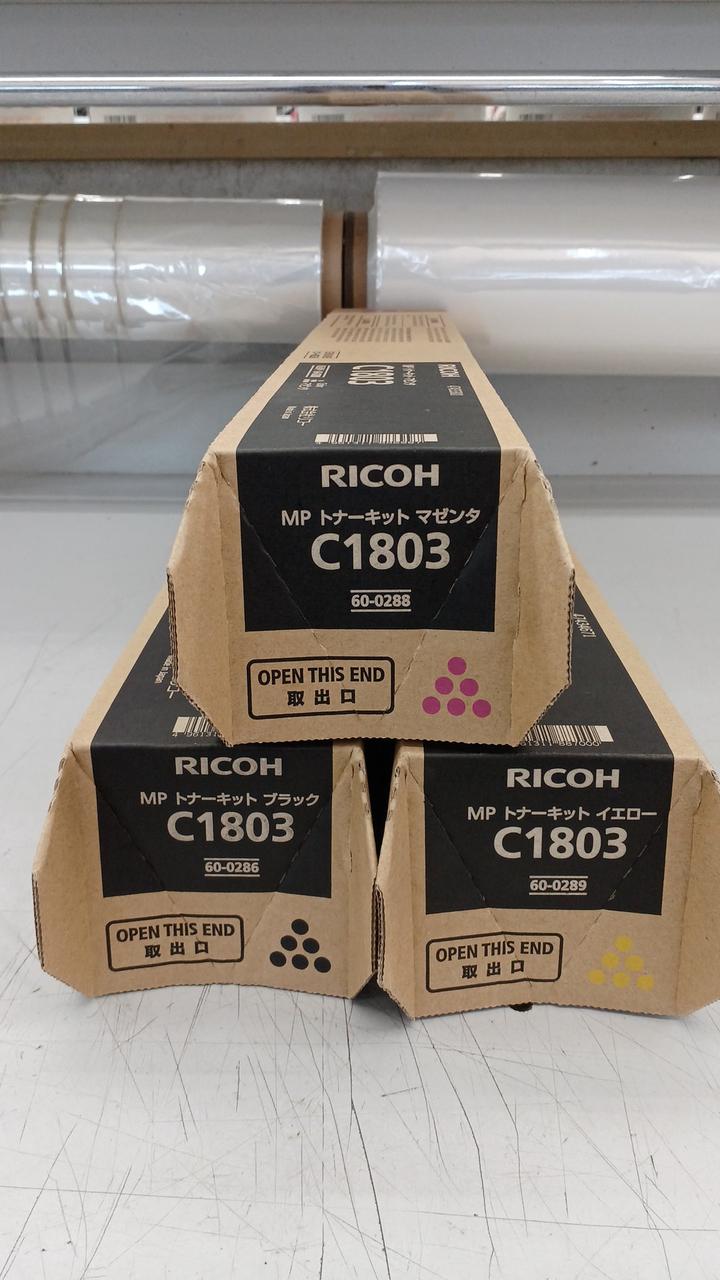 C1803
RICOH
RICOH
MP トナーキット マゼンタ
C1803
60-0288
OPEN THIS END
取出口
RICOH
MP トナーキット ブラック
C1803
60-0286
OPEN THIS END
取出口
RICOH
MP トナーキット イエロー
C1803
60-0289
OPEN THIS END
取出口